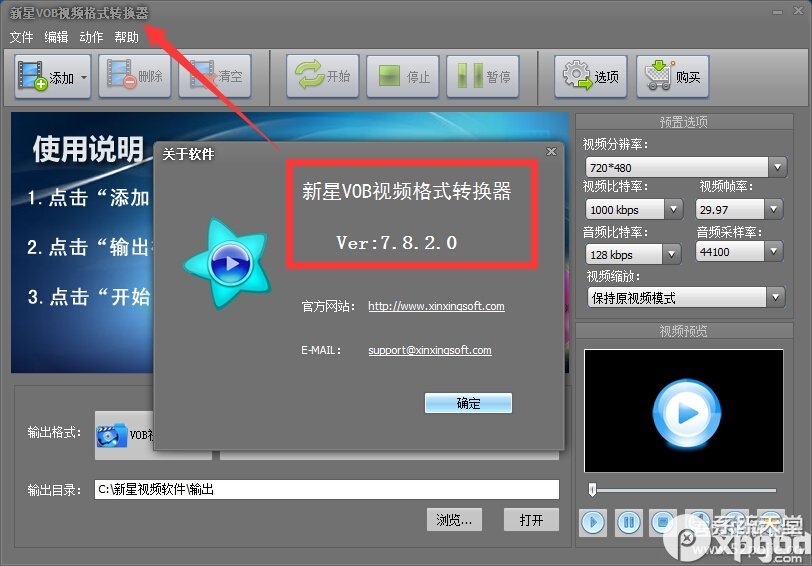 新星VOB视频格式转换器
文件 编辑 动作 帮助
添加 删除 清空 开始 停止 暂停 选项 购买
使用说明
1. 点击“添加
2. 点击“输出
3. 点击“开始
关于软件
新星VOB视频格式转换器
Ver:7.8.2.0
官方网站: http://www.xinxingsoft.com
E-MAIL: support@xinxingsoft.com
确定
预置选项
视频分辨率:
720*480
视频比特率: 视频帧率:
1000 kbps 29.97
音频比特率: 音频采样率:
128 kbps 44100
视频缩放:
保持原视频模式
视频预览
输出格式: VOB
输出目录: C:\新星视频软件\输出
浏览... 打开
系统天堂
xpgod